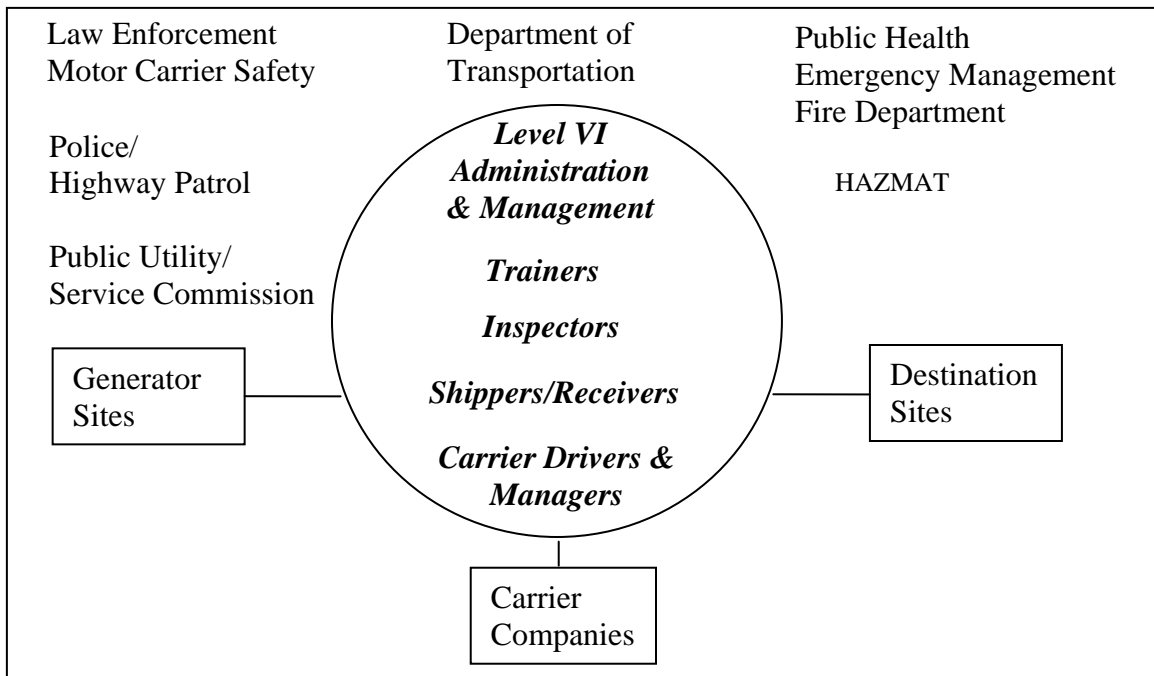 Law Enforcement
Motor Carrier Safety
Police/
Highway Patrol
Public Utility/
Service Commission
Department of
Transportation
Public Health
Emergency Management
Fire Department
HAZMAT
Level VI
Administration
& Management
Trainers
Inspectors
Shippers/Receivers
Carrier Drivers &
Managers
Generator
Sites
Destination
Sites
Carrier
Companies